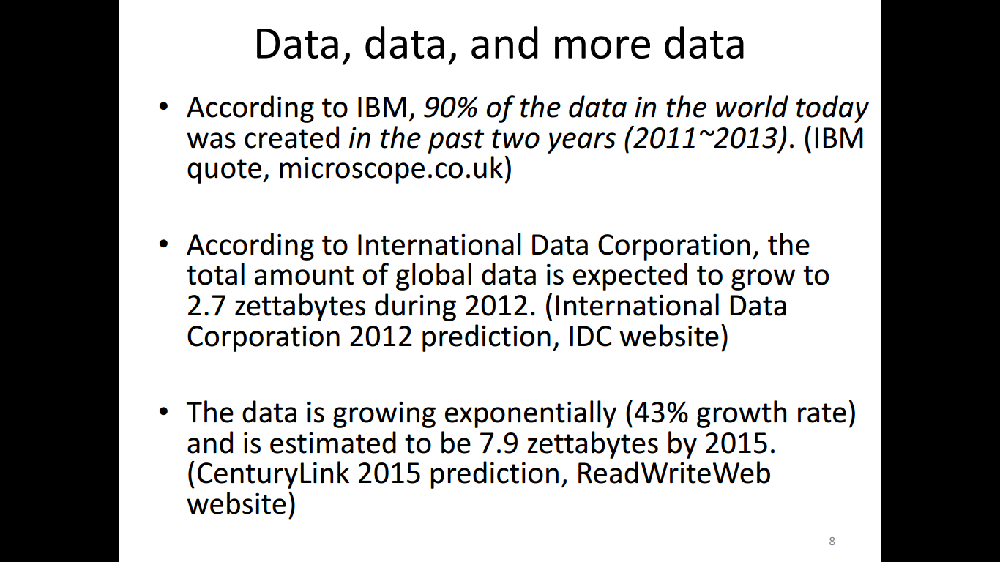 Data, data, and more data
• According to IBM, 90% of the data in the world today
was created in the past two years (2011~2013). (IBM
quote, microscope.co.uk)
• According to International Data Corporation, the
total amount of global data is expected to grow to
2.7 zettabytes during 2012. (International Data
Corporation 2012 prediction, IDC website)
• The data is growing exponentially (43% growth rate)
and is estimated to be 7.9 zettabytes by 2015.
(CenturyLink 2015 prediction, ReadWriteWeb
website)
8